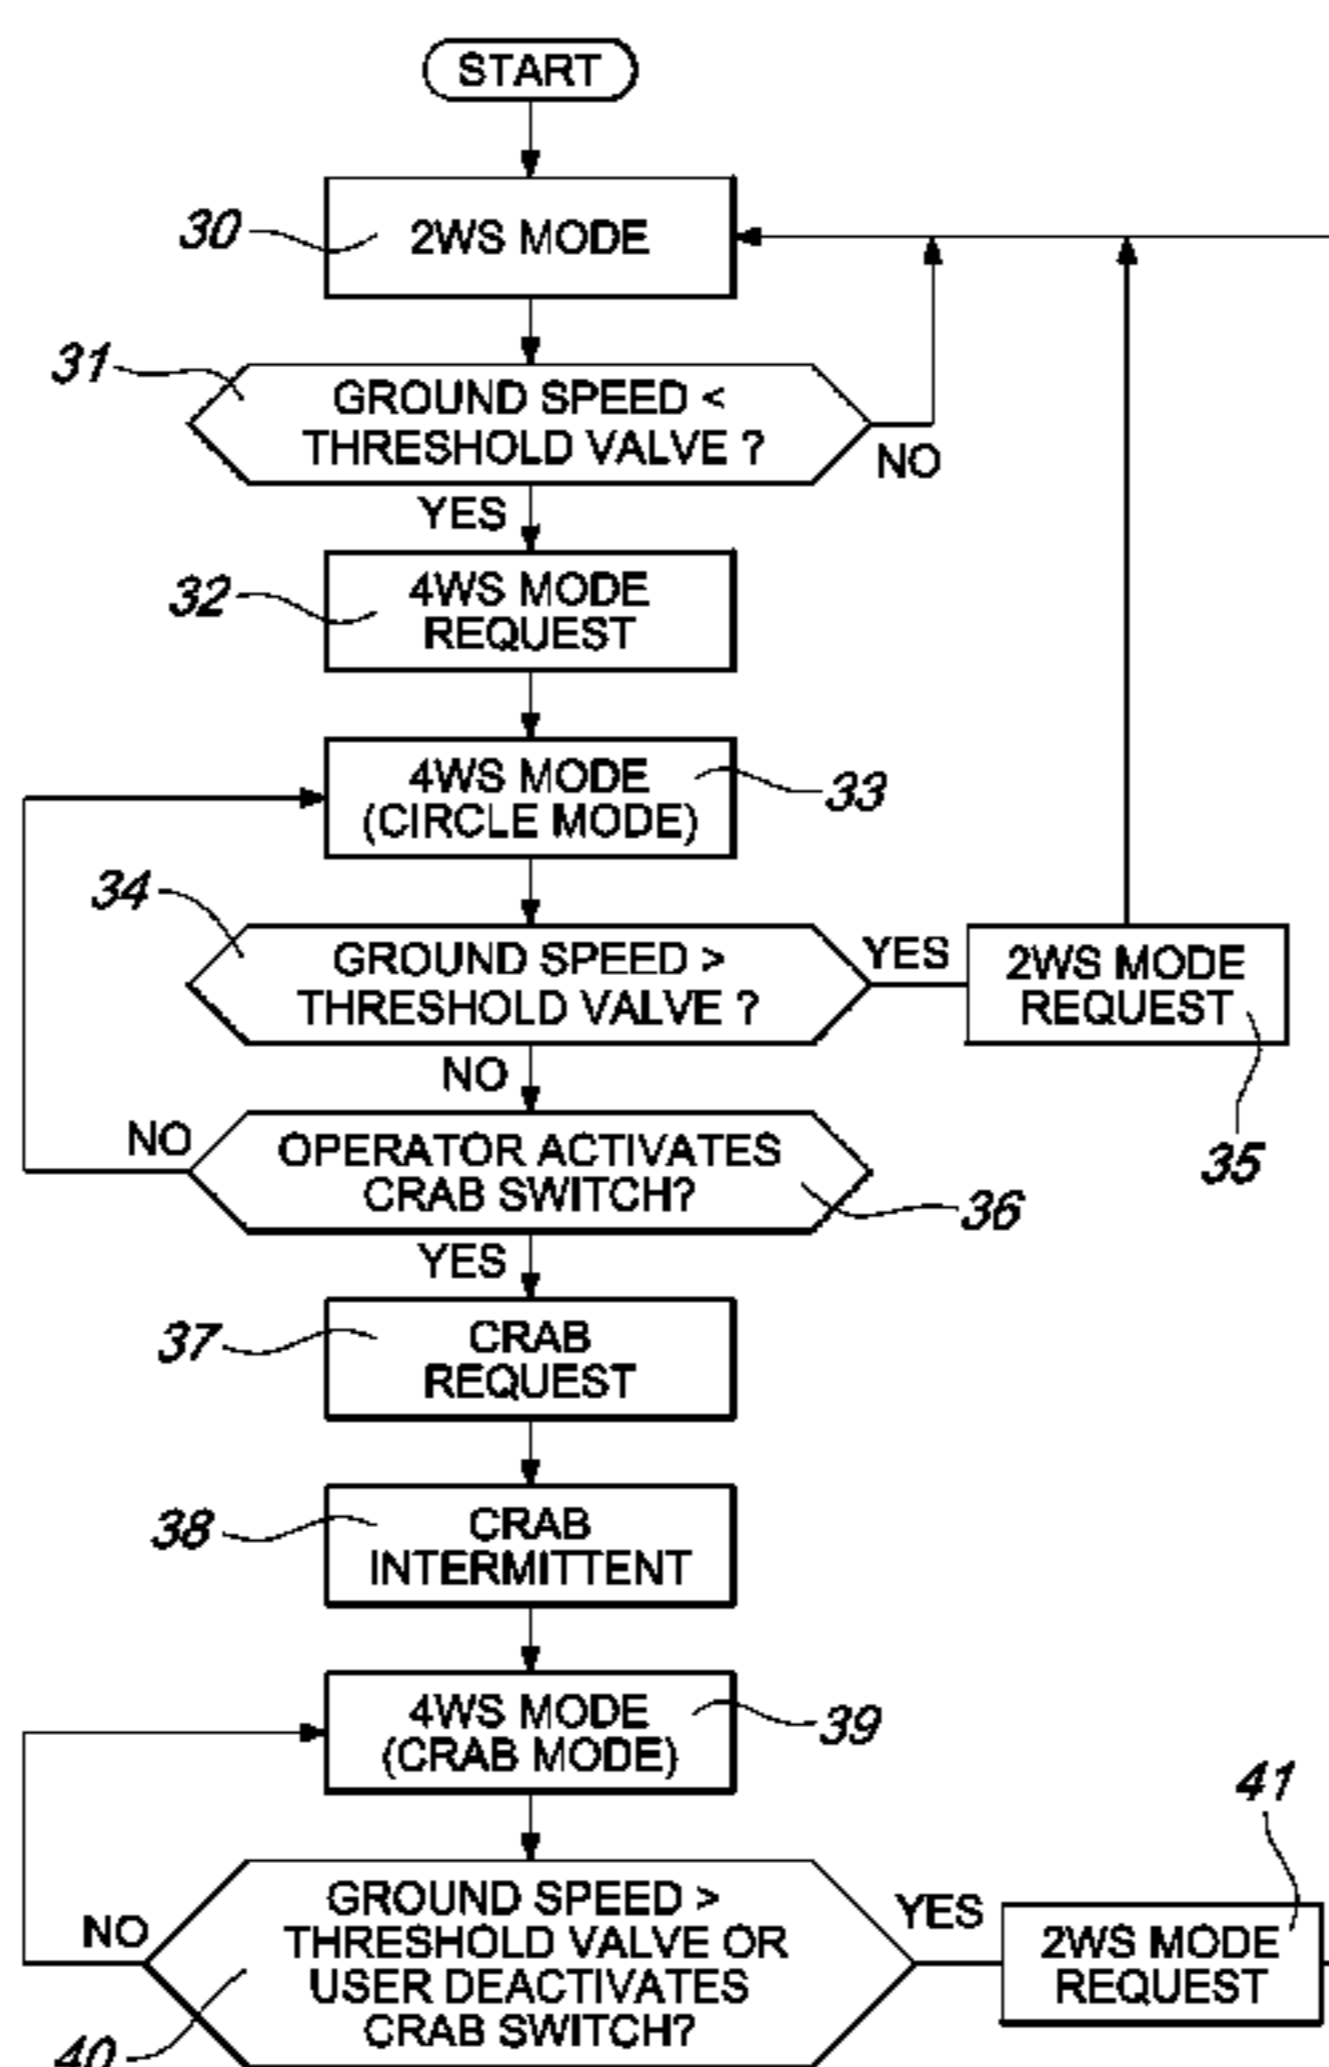 START
30
2WS MODE
31
GROUND SPEED <
THRESHOLD VALVE ?
NO
YES
32
4WS MODE
REQUEST
4WS MODE
(CIRCLE MODE)
33
34
GROUND SPEED >
THRESHOLD VALVE ?
YES
2WS MODE
REQUEST
35
NO
NO
OPERATOR ACTIVATES
CRAB SWITCH?
36
YES
37
CRAB
REQUEST
38
CRAB
INTERMITTENT
4WS MODE
(CRAB MODE)
39
41
NO
GROUND SPEED >
THRESHOLD VALVE OR
USER DEACTIVATES
CRAB SWITCH?
YES
2WS MODE
REQUEST
40